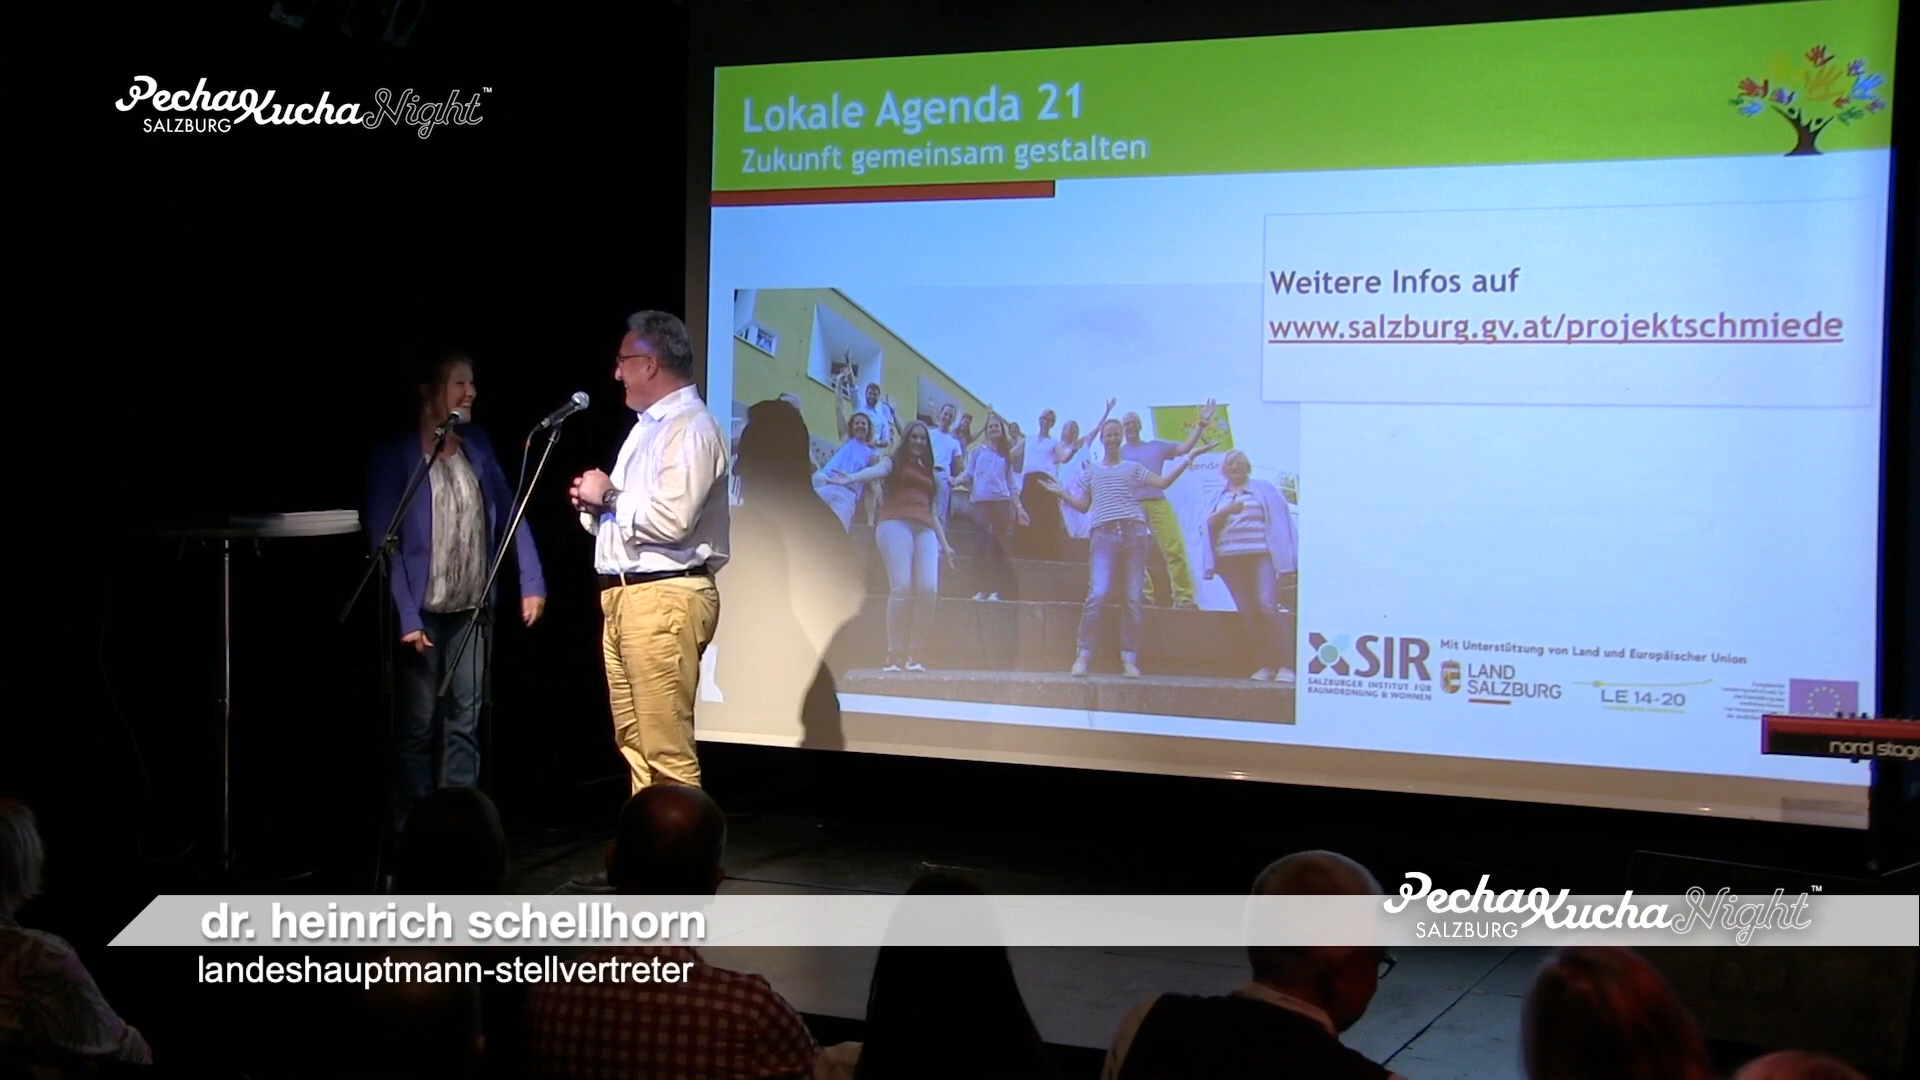 PechaKucha Night™
SALZBURG
Lokale Agenda 21
Zukunft gemeinsam gestalten
Weitere Infos auf
www.salzburg.gv.at/projektschmiede
Agenda
SIR
SALZBURGER INSTITUT FÜR
RAUMORDNUNG & WOHNEN
Mit Unterstützung von Land und Europäischer Union
LAND
SALZBURG
LE 14-20
nord stage
dr. heinrich schellhorn
landeshauptmann-stellvertreter
PechaKucha Night™
SALZBURG